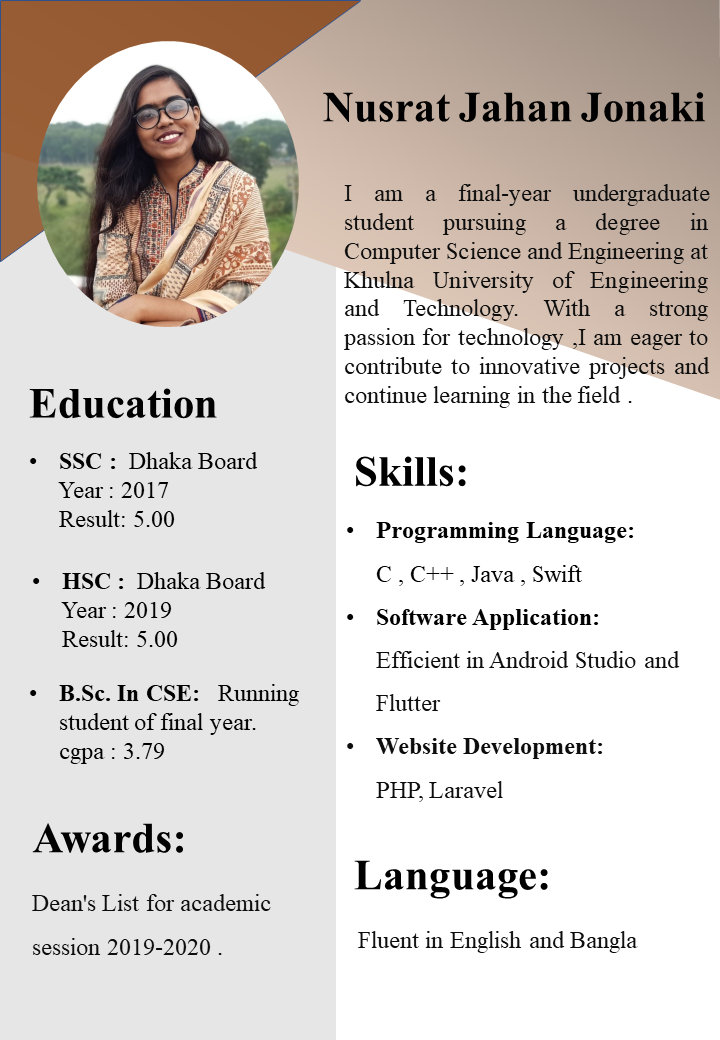 Nusrat Jahan Jonaki
I am a final-year undergraduate
student pursuing a degree in
Computer Science and Engineering at
Khulna University of Engineering
and Technology. With a strong
passion for technology ,I am eager to
contribute to innovative projects and
continue learning in the field .
Education
• SSC : Dhaka Board
Year : 2017
Result: 5.00
• HSC : Dhaka Board
Year : 2019
Result: 5.00
• B.Sc. In CSE: Running
student of final year.
cgpa : 3.79
Awards:
Dean's List for academic
session 2019-2020 .
Skills:
• Programming Language:
C , C++ , Java , Swift
• Software Application:
Efficient in Android Studio and
Flutter
• Website Development:
PHP, Laravel
Language:
Fluent in English and Bangla